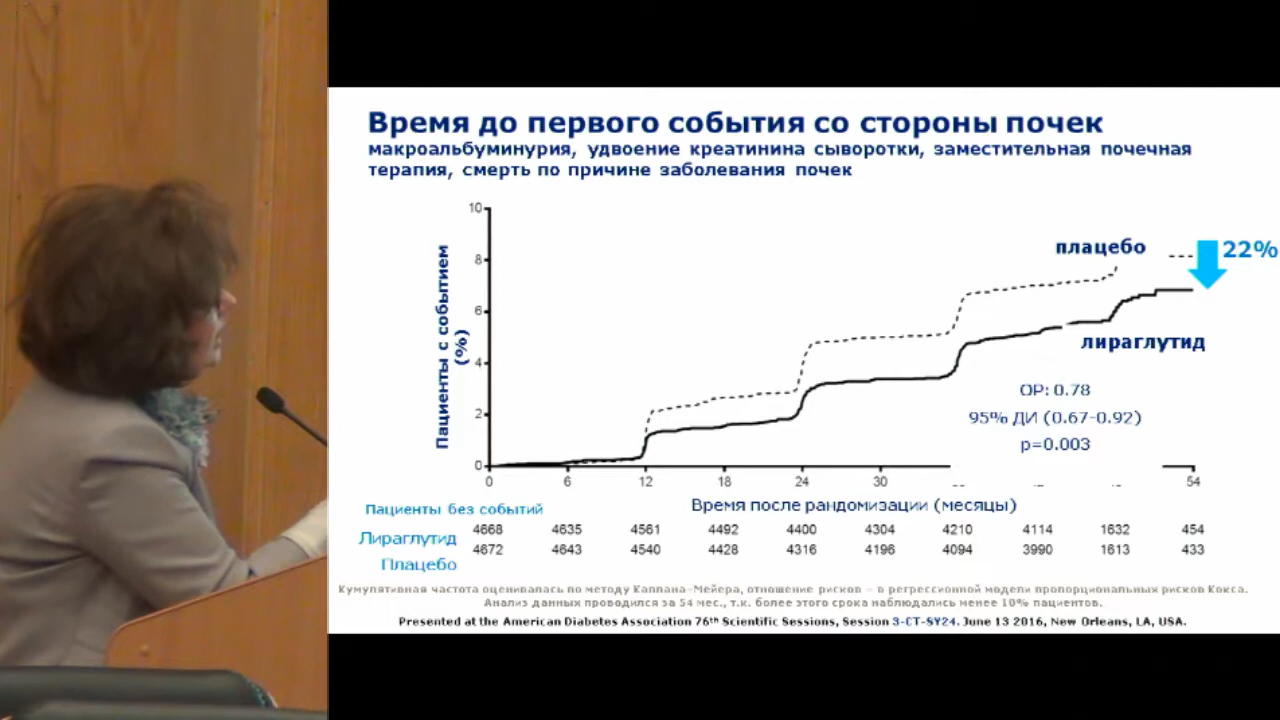 Время до первого события со стороны почек
макроальбуминурия, удвоение креатинина сыворотки, заместительная почечная
терапия, смерть по причине заболевания почек
10
8
6
4
2
0
Пациенты с событием
(%)
плацебо
22%
лираглутид
ОР: 0.78
95% ДИ (0.67-0.92)
p=0.003
0 6 12 18 24 30 54
Время после рандомизации (месяцы)
Пациенты без событий
Лираглутид 4668 4635 4561 4492 4400 4304 4210 4114 1632 454
Плацебо 4672 4643 4540 4428 4316 4196 4094 3990 1613 433
Кумулятивная частота оценивалась по методу Каплана-Мейера, отношение рисков – в регрессионной модели пропорциональных рисков Кокса.
Анализ данных проводился за 54 мес., т.к. более этого срока наблюдались менее 10% пациентов.
Presented at the American Diabetes Association 76th Scientific Sessions, Session 3-CT-SY24. June 13 2016, New Orleans, LA, USA.